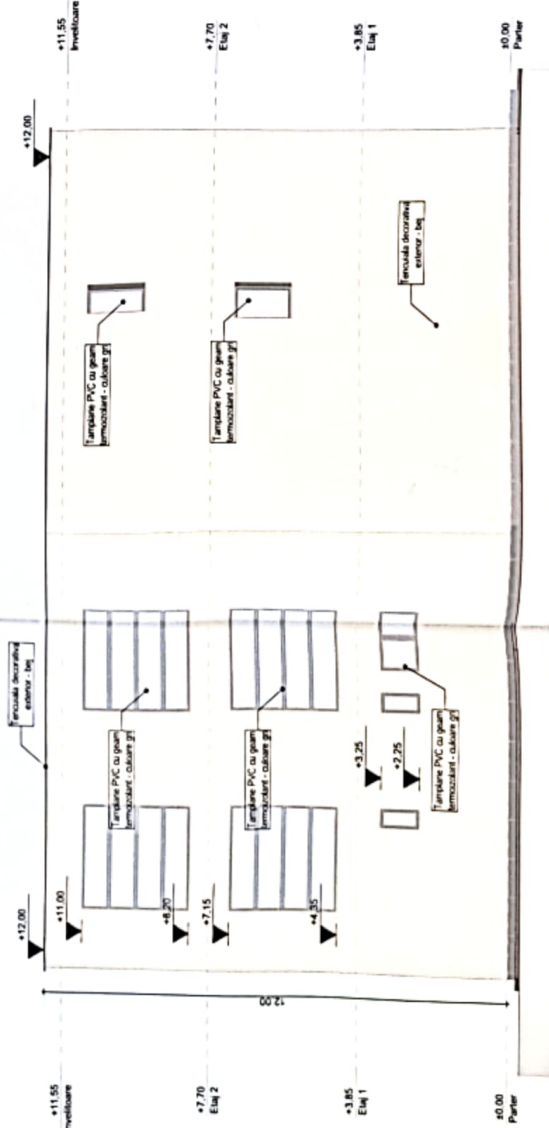 +11,55
Invelitoare
+7,70
Etaj 2
+3,85
Etaj 1
±0,00
Parter
+12,00
Tencuiala decorativa
exterior - bej
Tamplarie PVC cu geam
termoizolant - culoare gri
Tamplarie PVC cu geam
termoizolant - culoare gri
Tencuiala decorativa
exterior - bej
Tamplarie PVC cu geam
termoizolant - culoare gri
Tamplarie PVC cu geam
termoizolant - culoare gri
Tamplarie PVC cu geam
termoizolant - culoare gri
+3,25
+2,25
+12,00
+11,00
+8,20
+7,15
+4,35
12,00
+11,55
Invelitoare
+7,70
Etaj 2
+3,85
Etaj 1
±0,00
Parter